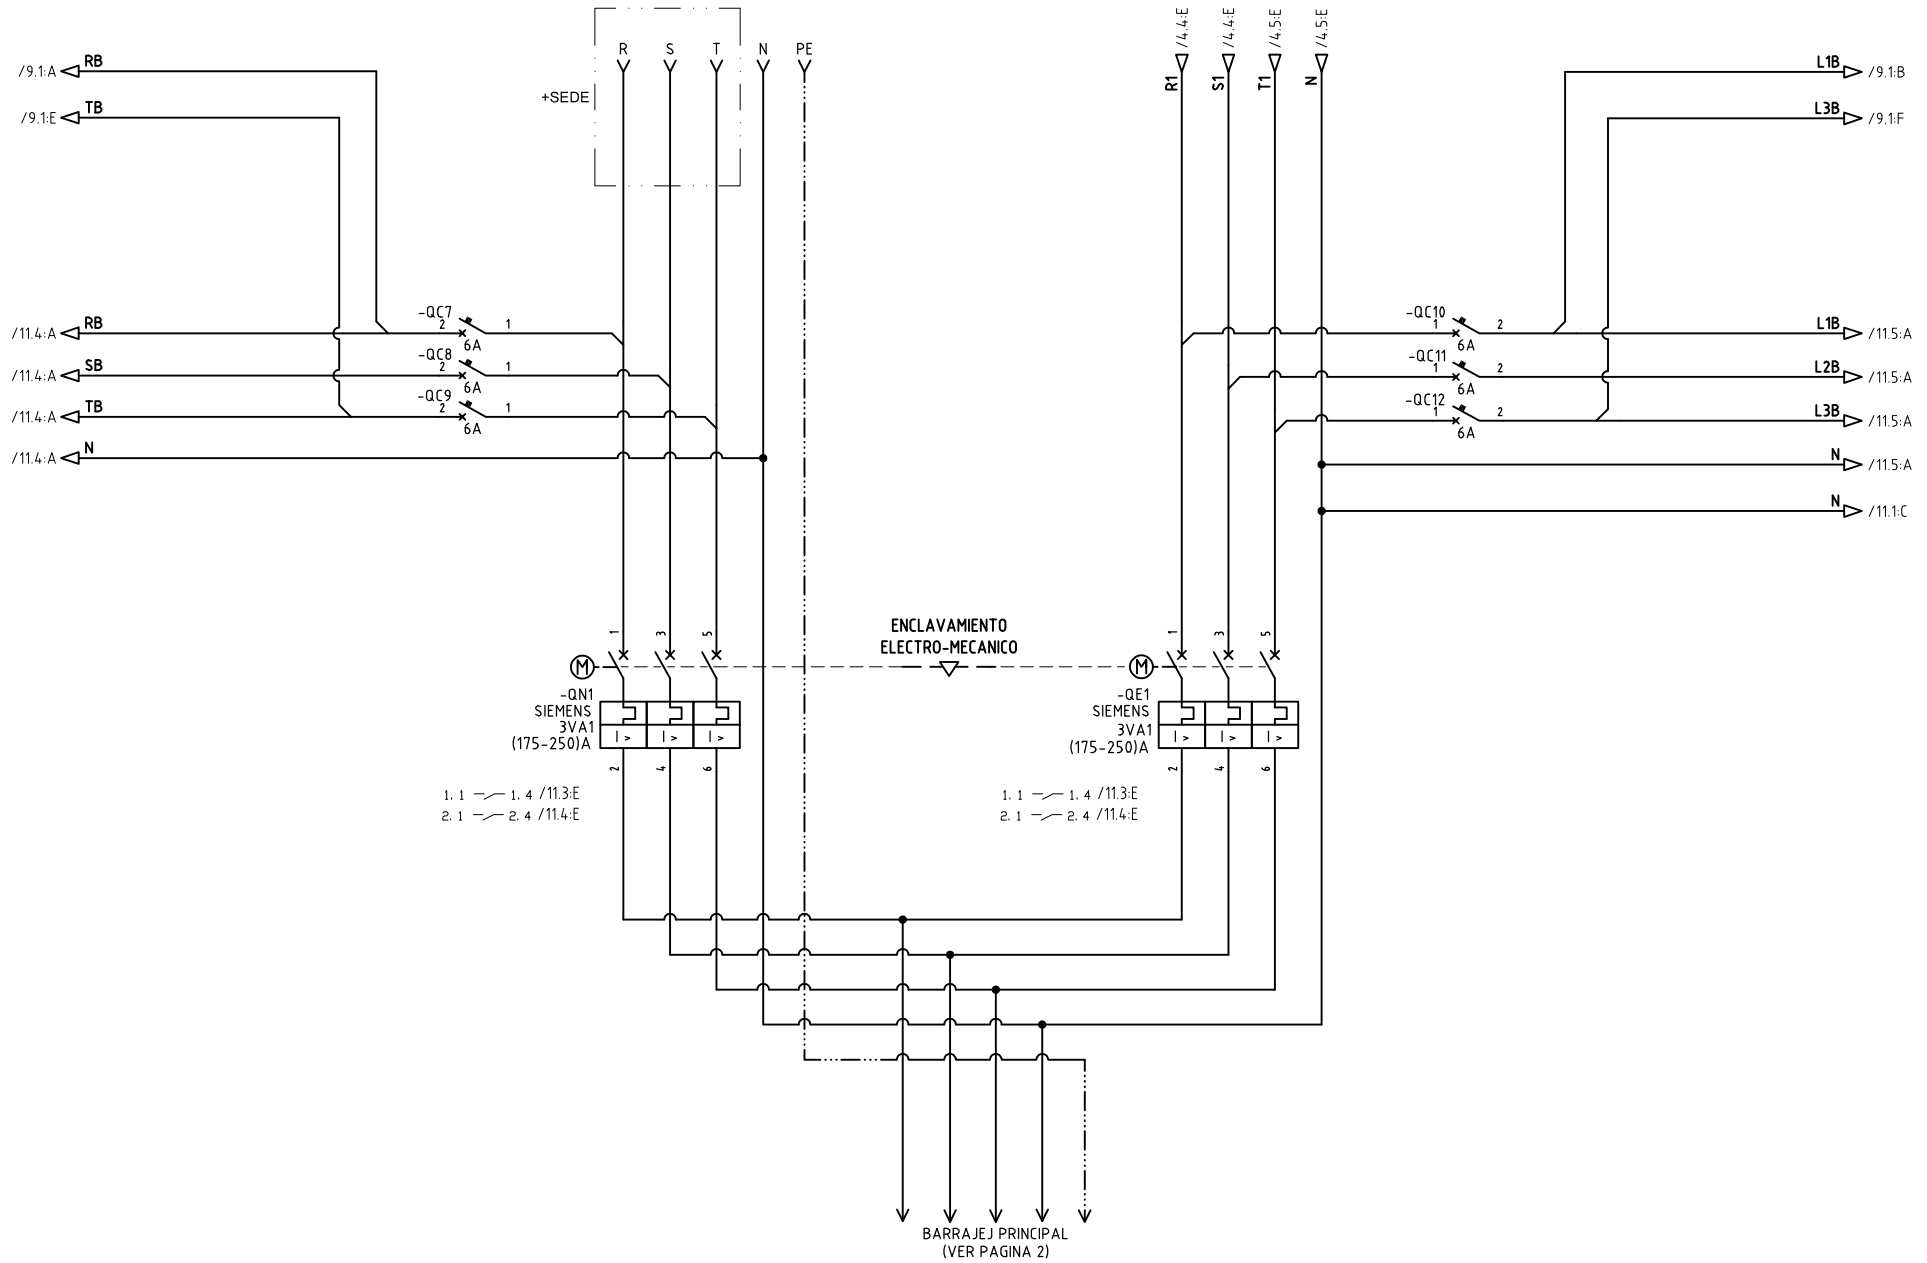 R S T N PE
+SEDE
/4.4:E /4.4:E /4.5:E /4.5:E
R1 S1 T1 N
/9.1:A RB
/9.1:E TB
L1B /9.1:B
L3B /9.1:F
/11.4:A RB
-QC7
2 1
6A
/11.4:A SB
-QC8
2 1
6A
/11.4:A TB
-QC9
2 1
6A
/11.4:A N
-QC10
1 2
6A
L1B /11.5:A
-QC11
1 2
6A
L2B /11.5:A
-QC12
1 2
6A
L3B /11.5:A
N /11.5:A
N /11.1:C
ENCLAVAMIENTO
ELECTRO-MECANICO
1 3 5
M
-QN1
SIEMENS
3VA1
(175-250)A
I > I > I >
2 4 6
1. 1 1. 4 /11.3:E
2. 1 2. 4 /11.4:E
1 3 5
M
-QE1
SIEMENS
3VA1
(175-250)A
I > I > I >
2 4 6
1. 1 1. 4 /11.3:E
2. 1 2. 4 /11.4:E
BARRAJEJ PRINCIPAL
(VER PAGINA 2)